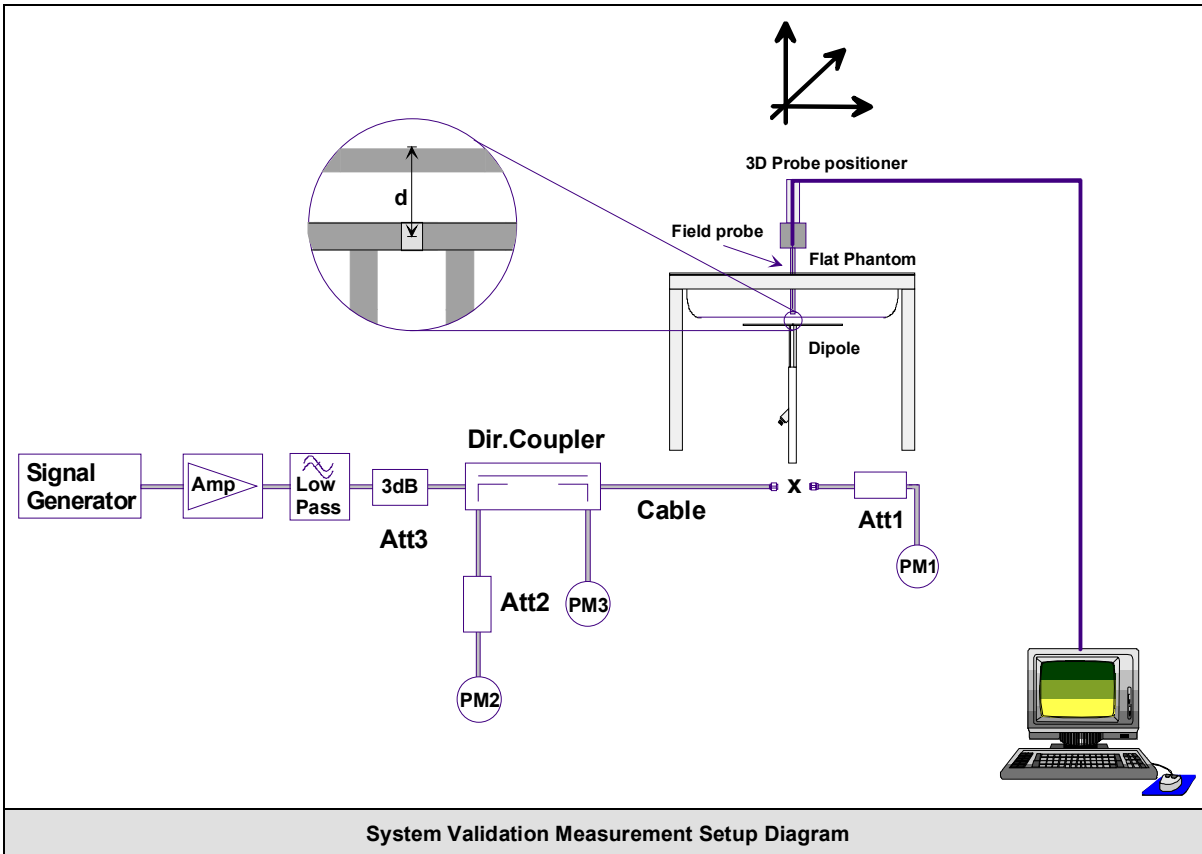 3D Probe positioner
d
Field probe
Flat Phantom
Dipole
Dir.Coupler
Signal
Generator
Amp
Low
Pass
3dB
x
Cable
Att3
Att1
PM1
Att2
PM3
PM2
System Validation Measurement Setup Diagram